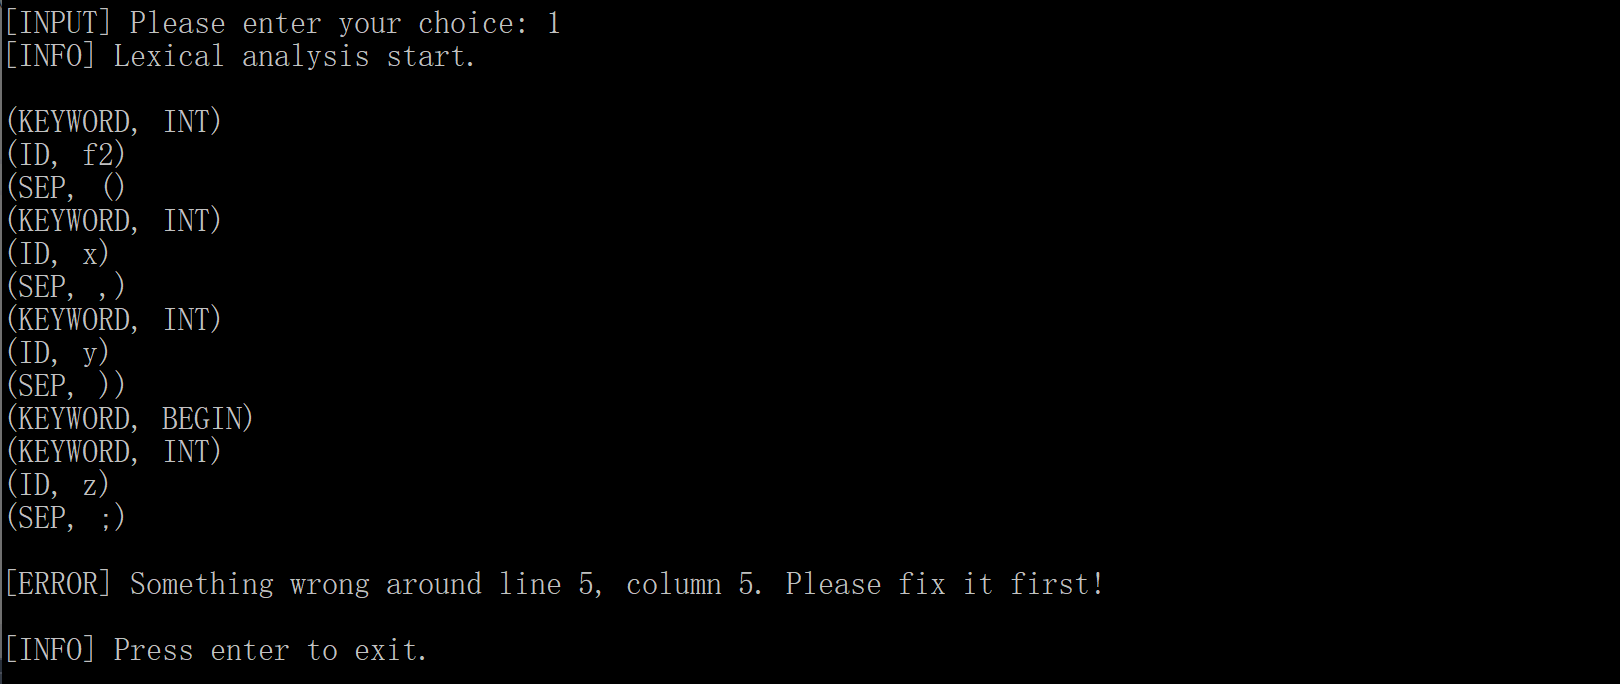 [INPUT] Please enter your choice: 1
[INFO] Lexical analysis start.
(KEYWORD, INT)
(ID, f2)
(SEP, ()
(KEYWORD, INT)
(ID, x)
(SEP, ,)
(KEYWORD, INT)
(ID, y)
(SEP, ))
(KEYWORD, BEGIN)
(KEYWORD, INT)
(ID, z)
(SEP, ;)
[ERROR] Something wrong around line 5, column 5. Please fix it first!
[INFO] Press enter to exit.